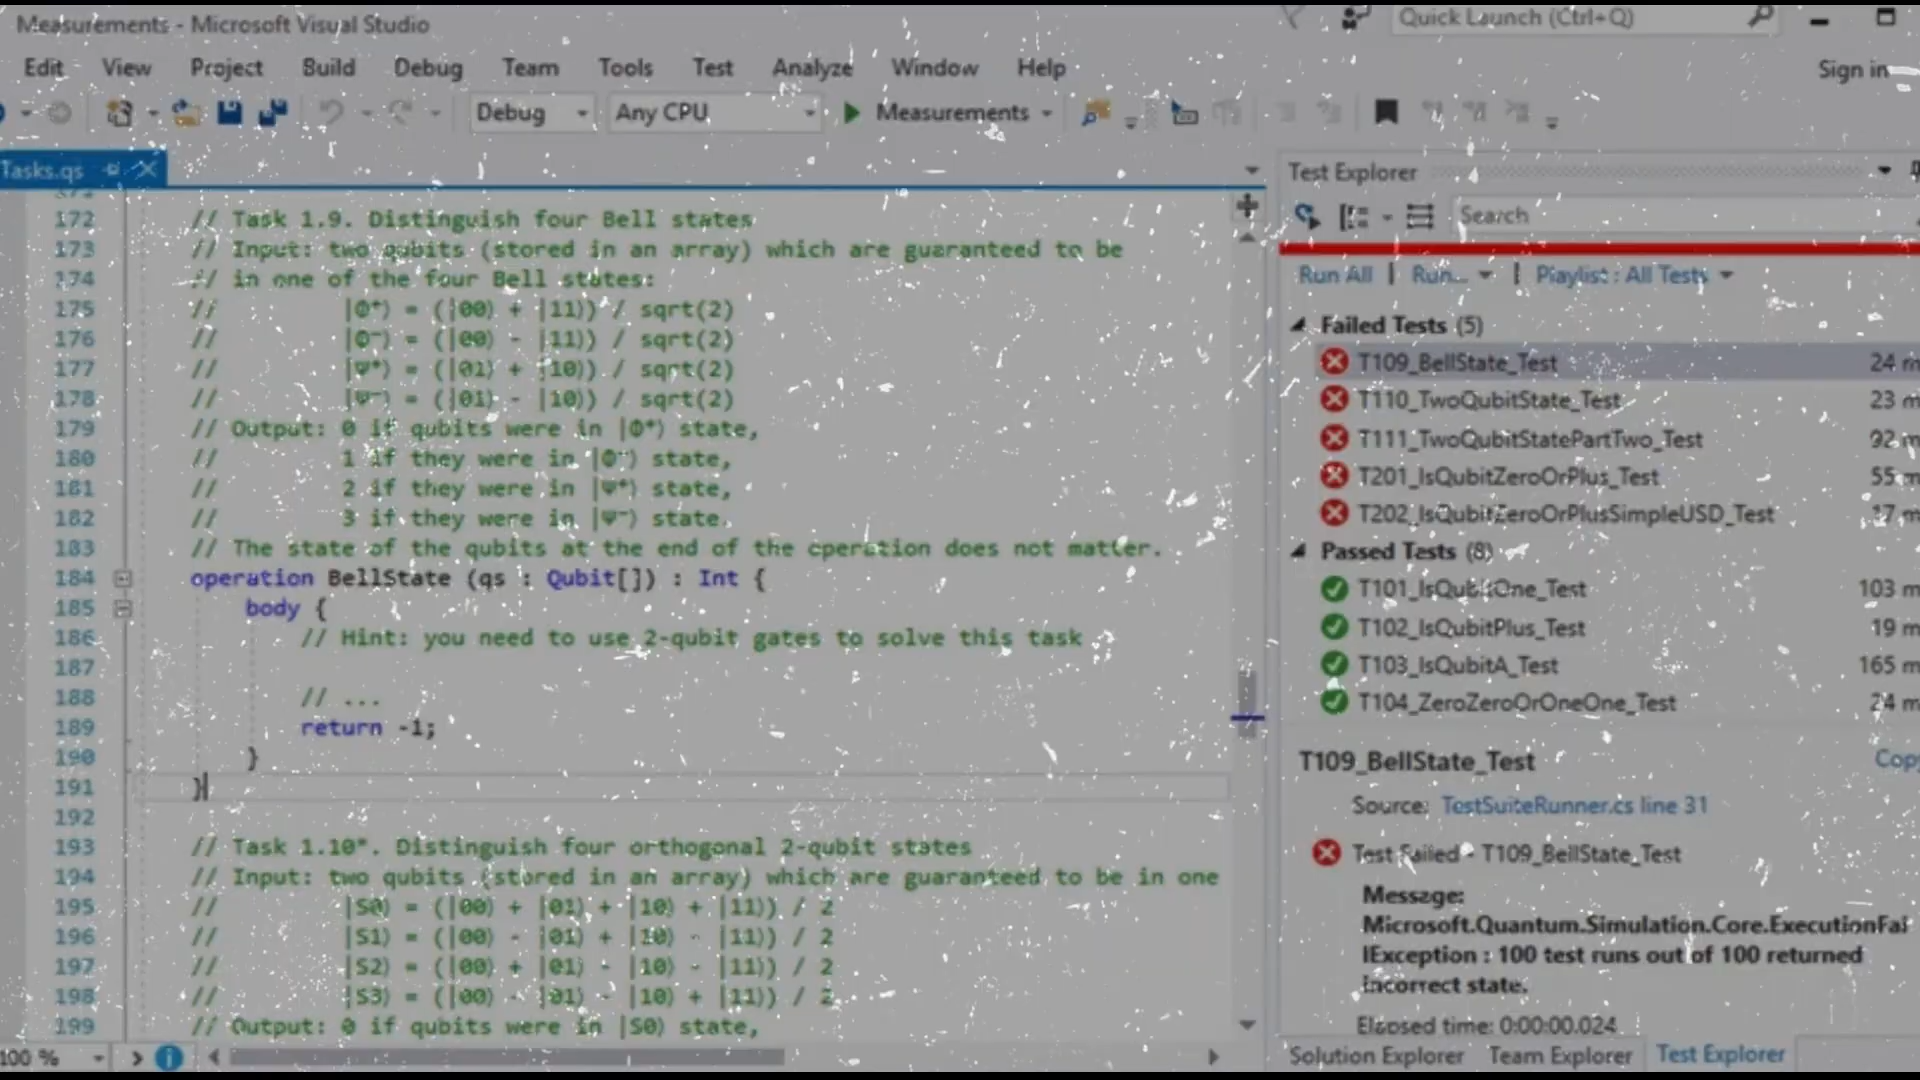 Measurements - Microsoft Visual Studio
Quick Launch (Ctrl+Q)
Edit View Project Build Debug Team Tools Test Analyze Window Help
Sign in
Debug Any CPU Measurements
Tasks.qs
172 // Task 1.9. Distinguish four Bell states
173 // Input: two qubits (stored in an array) which are guaranteed to be
174 // in one of the four Bell states:
175 // |Φ⁺⟩ = (|00⟩ + |11⟩) / sqrt(2)
176 // |Φ⁻⟩ = (|00⟩ - |11⟩) / sqrt(2)
177 // |Ψ⁺⟩ = (|01⟩ + |10⟩) / sqrt(2)
178 // |Ψ⁻⟩ = (|01⟩ - |10⟩) / sqrt(2)
179 // Output: 0 if qubits were in |Φ⁺⟩ state,
180 // 1 if they were in |Φ⁻⟩ state,
181 // 2 if they were in |Ψ⁺⟩ state,
182 // 3 if they were in |Ψ⁻⟩ state.
183 // The state of the qubits at the end of the operation does not matter.
184 operation BellState (qs : Qubit[]) : Int {
185 body {
186 // Hint: you need to use 2-qubit gates to solve this task
187
188 // ...
189 return -1;
190 }
191 }
192
193 // Task 1.10*. Distinguish four orthogonal 2-qubit states
194 // Input: two qubits (stored in an array) which are guaranteed to be in one
195 // |S0⟩ = (|00⟩ + |01⟩ + |10⟩ + |11⟩) / 2
196 // |S1⟩ = (|00⟩ - |01⟩ + |10⟩ - |11⟩) / 2
197 // |S2⟩ = (|00⟩ + |01⟩ - |10⟩ - |11⟩) / 2
198 // |S3⟩ = (|00⟩ - |01⟩ - |10⟩ + |11⟩) / 2
199 // Output: 0 if qubits were in |S0⟩ state,
100 %
Test Explorer
Search
Run All | Run... | Playlist : All Tests
Failed Tests (5)
T109_BellState_Test 24 m
T110_TwoQubitState_Test 23 m
T111_TwoQubitStatePartTwo_Test 92 m
T201_IsQubitZeroOrPlus_Test 55 m
T202_IsQubitZeroOrPlusSimpleUSD_Test 17 m
Passed Tests (8)
T101_IsQubitOne_Test 103 m
T102_IsQubitPlus_Test 19 m
T103_IsQubitA_Test 165 m
T104_ZeroZeroOrOneOne_Test 24 m
T109_BellState_Test
Copy
Source: TestSuiteRunner.cs line 31
Test Failed - T109_BellState_Test
Message:
Microsoft.Quantum.Simulation.Core.ExecutionFai
lException : 100 test runs out of 100 returned
incorrect state.
Elapsed time: 0:00:00.024
Solution Explorer Team Explorer Test Explorer